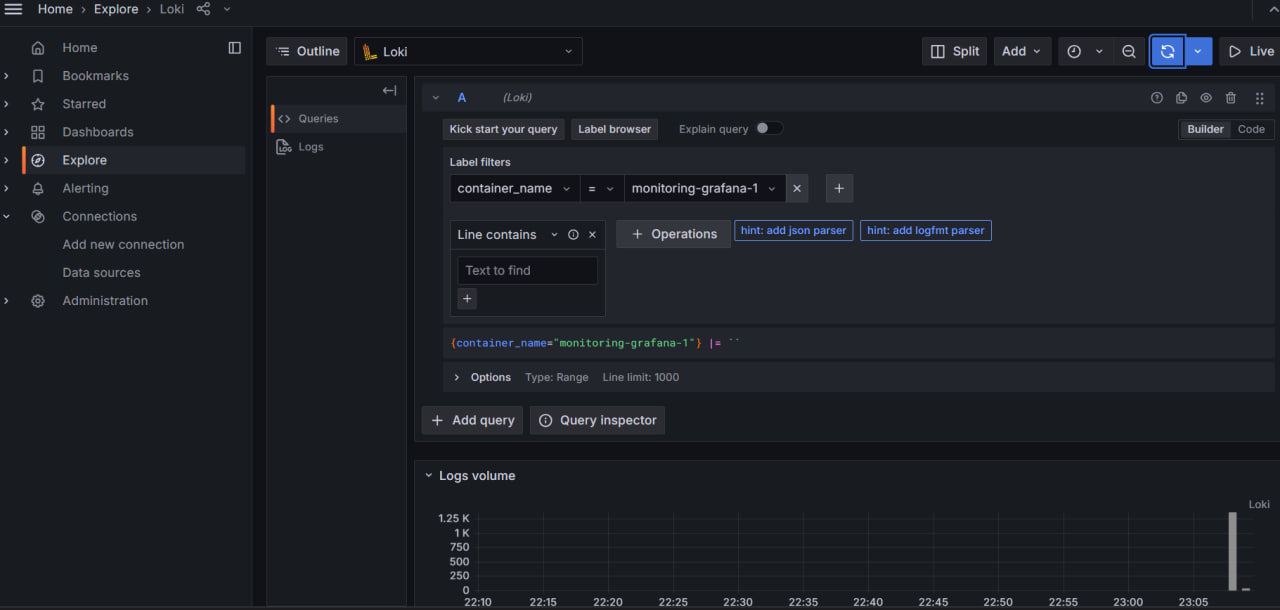 Home › Explore › Loki
Home
Bookmarks
Starred
Dashboards
Explore
Alerting
Connections
Add new connection
Data sources
Administration
Outline
Loki
Split
Add
Live
Queries
Logs
A (Loki)
Kick start your query
Label browser
Explain query
Builder
Code
Label filters
container_name
=
monitoring-grafana-1
Line contains
Text to find
+ Operations
hint: add json parser
hint: add logfmt parser
{container_name="monitoring-grafana-1"} |= ``
Options Type: Range Line limit: 1000
+ Add query
Query inspector
Logs volume
Loki
1.25 K
1 K
750
500
250
0
22:10 22:15 22:20 22:25 22:30 22:35 22:40 22:45 22:50 22:55 23:00 23:05